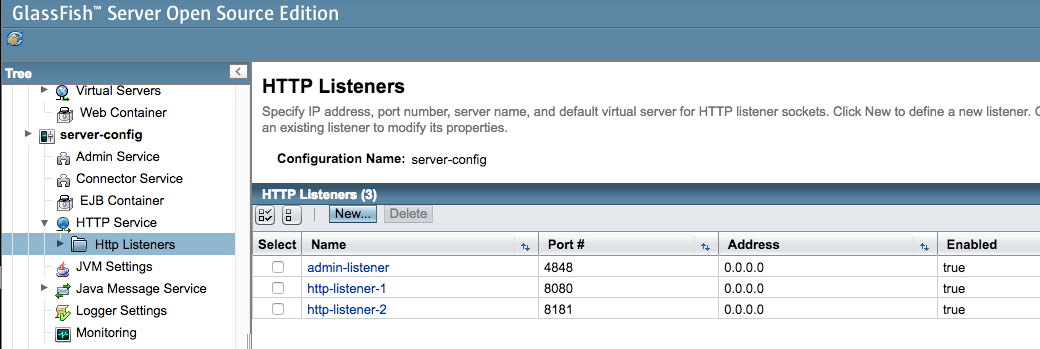 GlassFish™ Server Open Source Edition
Tree
Virtual Servers
Web Container
server-config
Admin Service
Connector Service
EJB Container
HTTP Service
Http Listeners
JVM Settings
Java Message Service
Logger Settings
Monitoring
HTTP Listeners
Specify IP address, port number, server name, and default virtual server for HTTP listener sockets. Click New to define a new listener.
an existing listener to modify its properties.
Configuration Name: server-config
HTTP Listeners (3)
New... Delete
Select Name Port # Address Enabled
admin-listener 4848 0.0.0.0 true
http-listener-1 8080 0.0.0.0 true
http-listener-2 8181 0.0.0.0 true